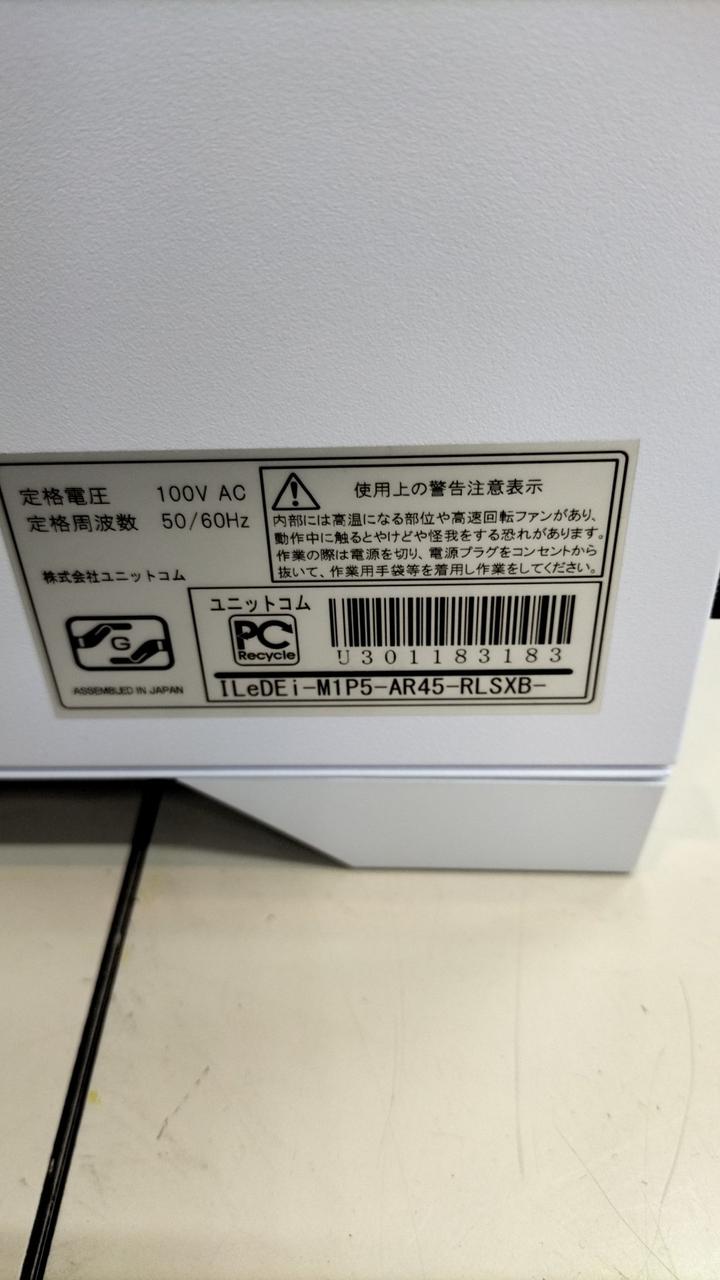 定格電圧 100V AC
定格周波数 50/60Hz
株式会社ユニットコム
G
ASSEMBLED IN JAPAN
使用上の警告注意表示
内部には高温になる部位や高速回転ファンがあり、
動作中に触るとやけどや怪我をする恐れがあります。
作業の際は電源を切り、電源プラグをコンセントから
抜いて、作業用手袋等を着用し作業をしてください。
ユニットコム
PC
Recycle
U301183183
ILeDEi-M1P5-AR45-RLSXB-